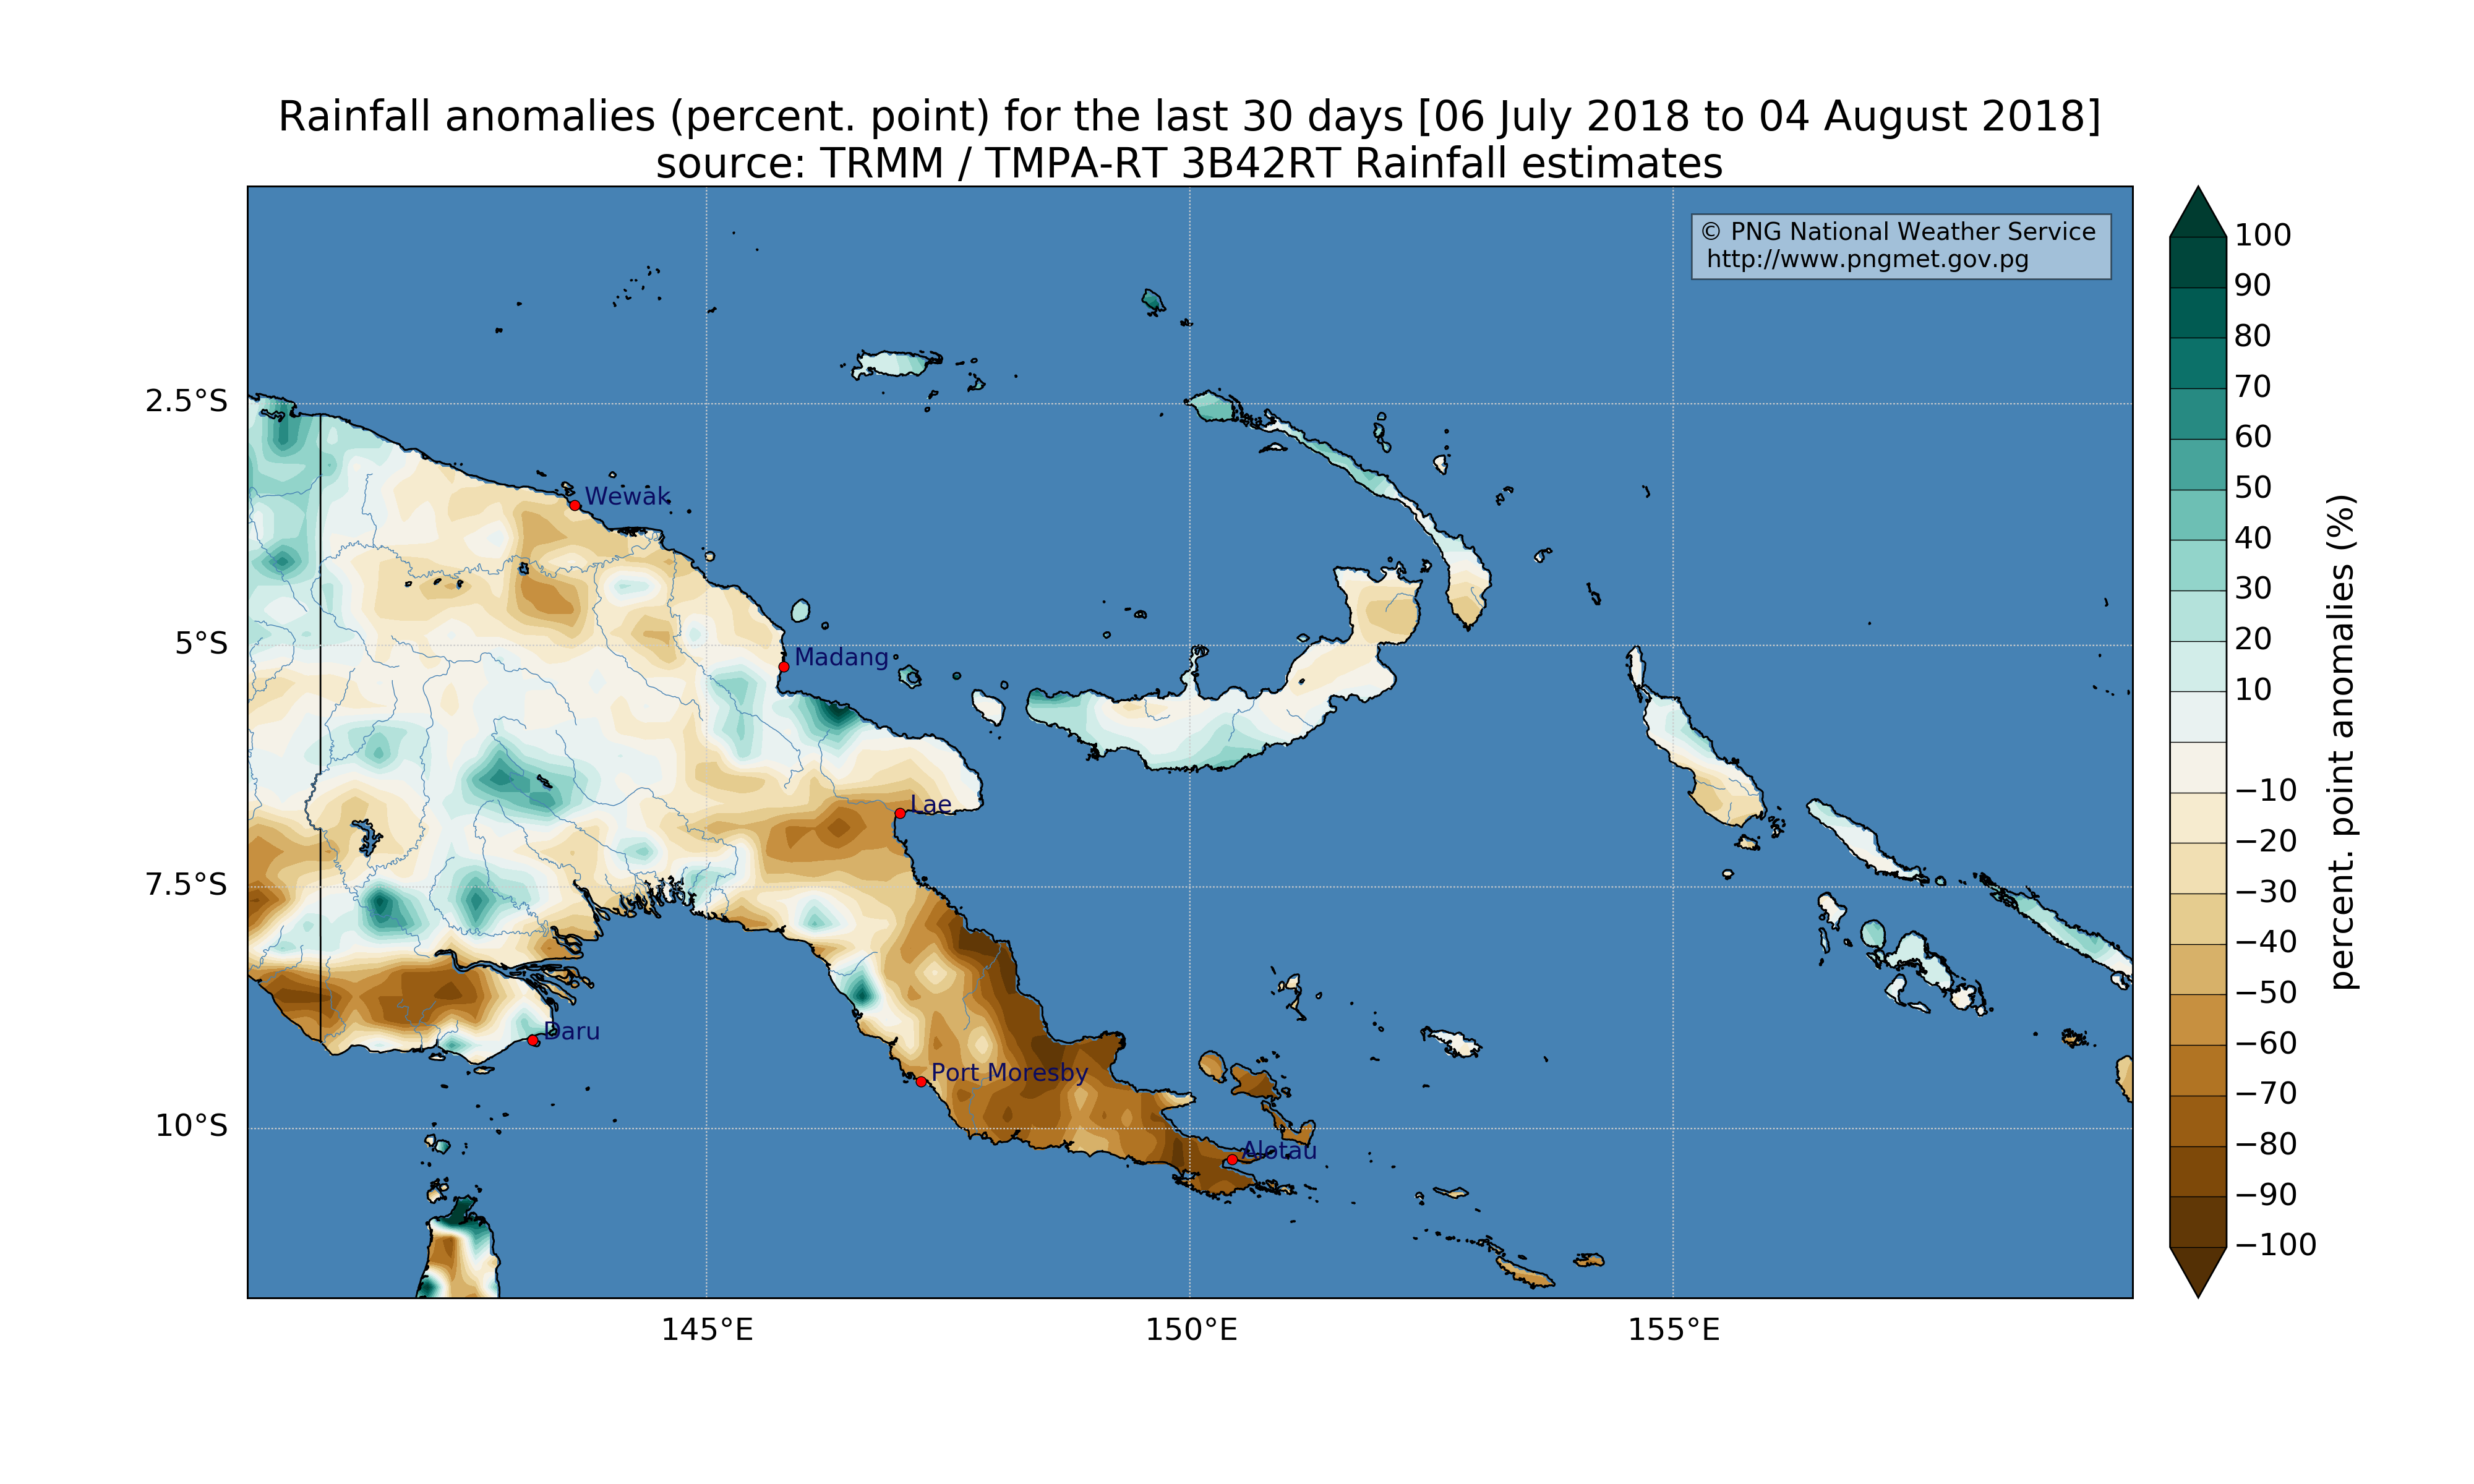 Rainfall anomalies (percent. point) for the last 30 days [06 July 2018 to 04 August 2018]
source: TRMM / TMPA-RT 3B42RT Rainfall estimates
© PNG National Weather Service
http://www.pngmet.gov.pg
2.5°S
5°S
7.5°S
10°S
Wewak
Madang
Lae
Daru
Port Moresby
Alotau
145°E
150°E
155°E
100
90
80
70
60
50
40
30
20
10
−10
−20
−30
−40
−50
−60
−70
−80
−90
−100
percent. point anomalies (%)